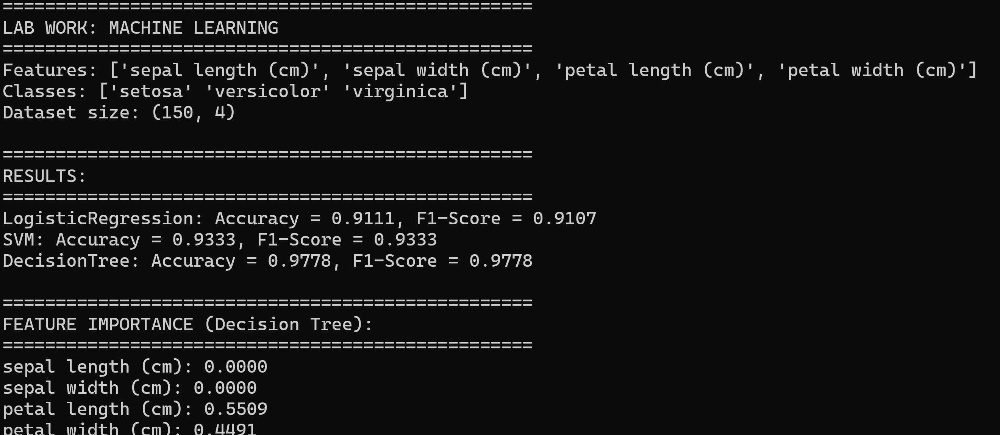 ==================================================
LAB WORK: MACHINE LEARNING
==================================================
Features: ['sepal length (cm)', 'sepal width (cm)', 'petal length (cm)', 'petal width (cm)']
Classes: ['setosa' 'versicolor' 'virginica']
Dataset size: (150, 4)
==================================================
RESULTS:
==================================================
LogisticRegression: Accuracy = 0.9111, F1-Score = 0.9107
SVM: Accuracy = 0.9333, F1-Score = 0.9333
DecisionTree: Accuracy = 0.9778, F1-Score = 0.9778
==================================================
FEATURE IMPORTANCE (Decision Tree):
==================================================
sepal length (cm): 0.0000
sepal width (cm): 0.0000
petal length (cm): 0.5509
petal width (cm): 0.4491